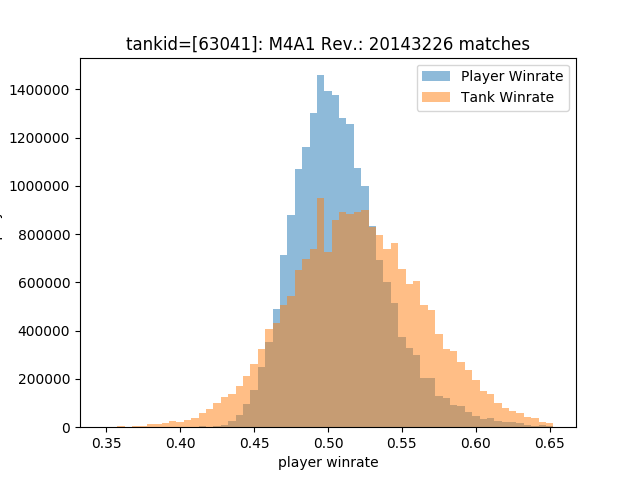 tankid=[63041]: M4A1 Rev.: 20143226 matches
Player Winrate
Tank Winrate
1400000
1200000
1000000
800000
600000
400000
200000
0
0.35 0.40 0.45 0.50 0.55 0.60 0.65
player winrate